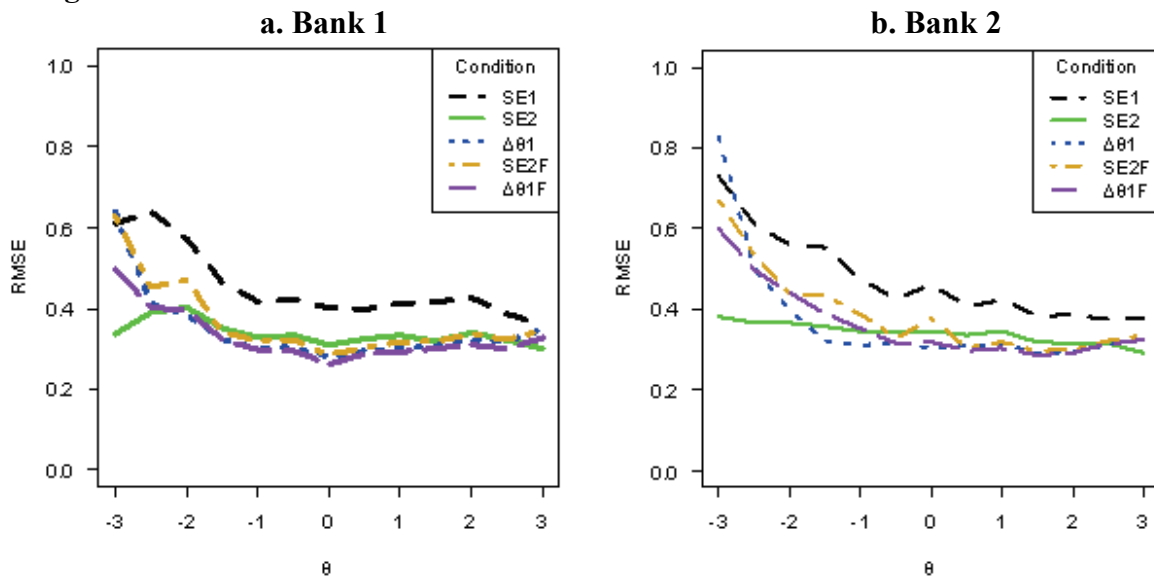 a. Bank 1
1.0
0.8
0.6
0.4
0.2
0.0
RMSE
-3 -2 -1 0 1 2 3
θ
Condition
SE1
SE2
Δθ1
SE2F
Δθ1F
b. Bank 2
1.0
0.8
0.6
0.4
0.2
0.0
RMSE
-3 -2 -1 0 1 2 3
θ
Condition
SE1
SE2
Δθ1
SE2F
Δθ1F